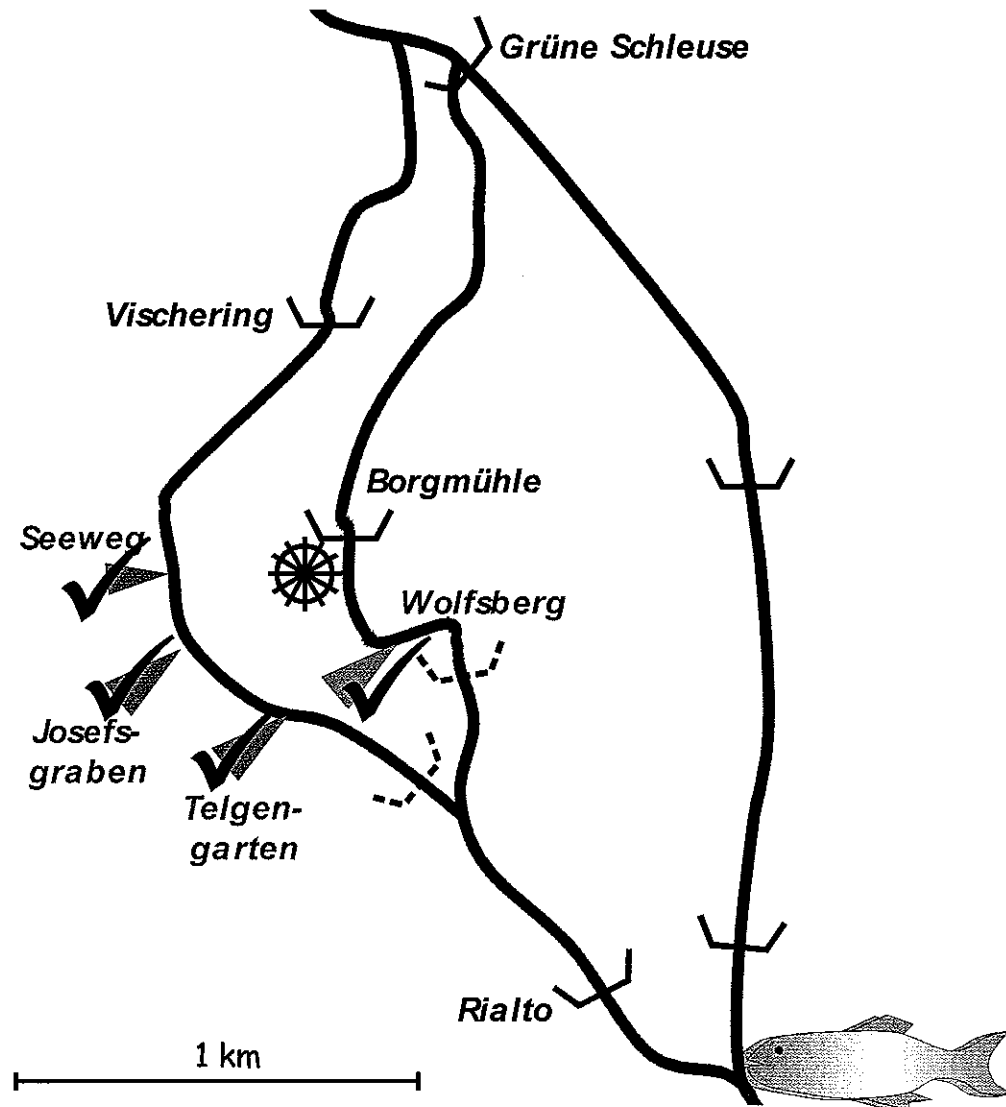 Grüne Schleuse
Vischering
Borgmühle
Seeweg
Wolfsberg
Josefs-
graben
Telgen-
garten
Rialto
1 km